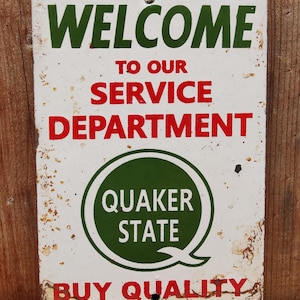 WELCOME
TO OUR
SERVICE
DEPARTMENT
QUAKER
STATE
BUY QUALITY